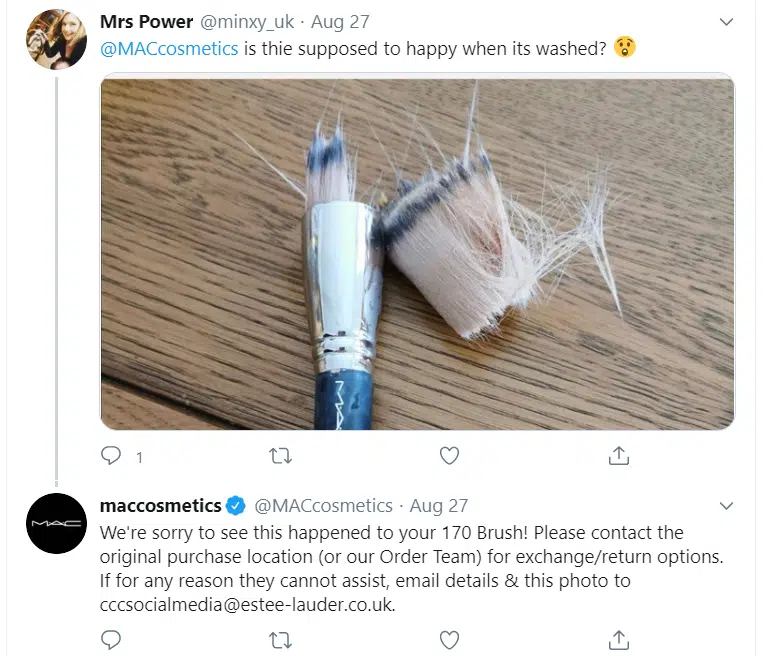 Mrs Power @minxy_uk · Aug 27
@MACcosmetics is thie supposed to happy when its washed? 😲
MAC
1
maccosmetics @MACcosmetics · Aug 27
MAC
We're sorry to see this happened to your 170 Brush! Please contact the
original purchase location (or our Order Team) for exchange/return options.
If for any reason they cannot assist, email details & this photo to
cccsocialmedia@estee-lauder.co.uk.